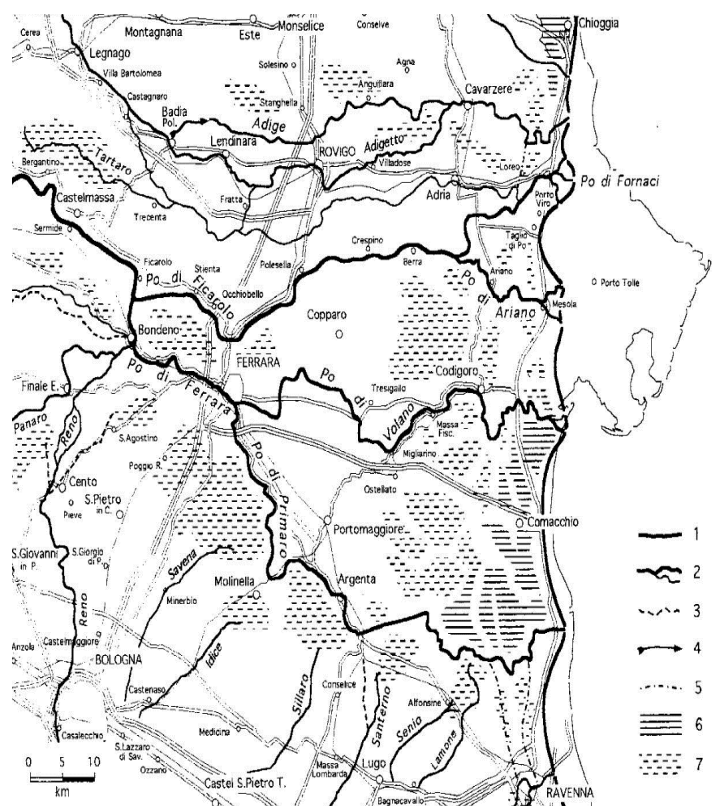 Cerea
Montagnana
Este
Monselice
Conselve
Chioggia
Legnago
Solesino
Agna
Villa Bartolomea
Castagnaro
Stanghella
Anguillara
Cavarzere
Badia
Pol.
Adige
Lendinara
ROVIGO
Adigetto
Villadose
Loreo
Bergantino
Tartaro
Po di Fornaci
Castelmassa
Trecenta
Fratta
Adria
Porto
Viro
Sermide
Taglio
di Po
Ficarolo
Po di Ficarolo
Stienta
Polesella
Crespino
Berra
Occhiobello
Po di Ariano
Ariano
Mesola
Porto Tolle
Bondeno
Copparo
FERRARA
Codigoro
Finale E.
Po di Ferrara
Po di Volano
Tresigallo
Panaro
Reno
S.Agostino
Massa
Fisc.
Poggio R.
Migliarino
Cento
Po di Primaro
Ostellato
Pieve
S.Pietro
in C.
Portomaggiore
Comacchio
1
S.Giovanni
in P.
S.Giorgio
di P.
Savena
Molinella
Argenta
2
Minerbio
Reno
3
Anzola
Castelmaggiore
Idice
4
BOLOGNA
Sillaro
5
Castenaso
Conselice
Santerno
Alfonsine
Senio
6
Casalecchio
Medicina
Lamone
S.Lazzaro
di Sav.
7
Ozzano
Massa
Lombarda
Lugo
0 5 10
km
Castel S.Pietro T.
Bagnacavallo
RAVENNA